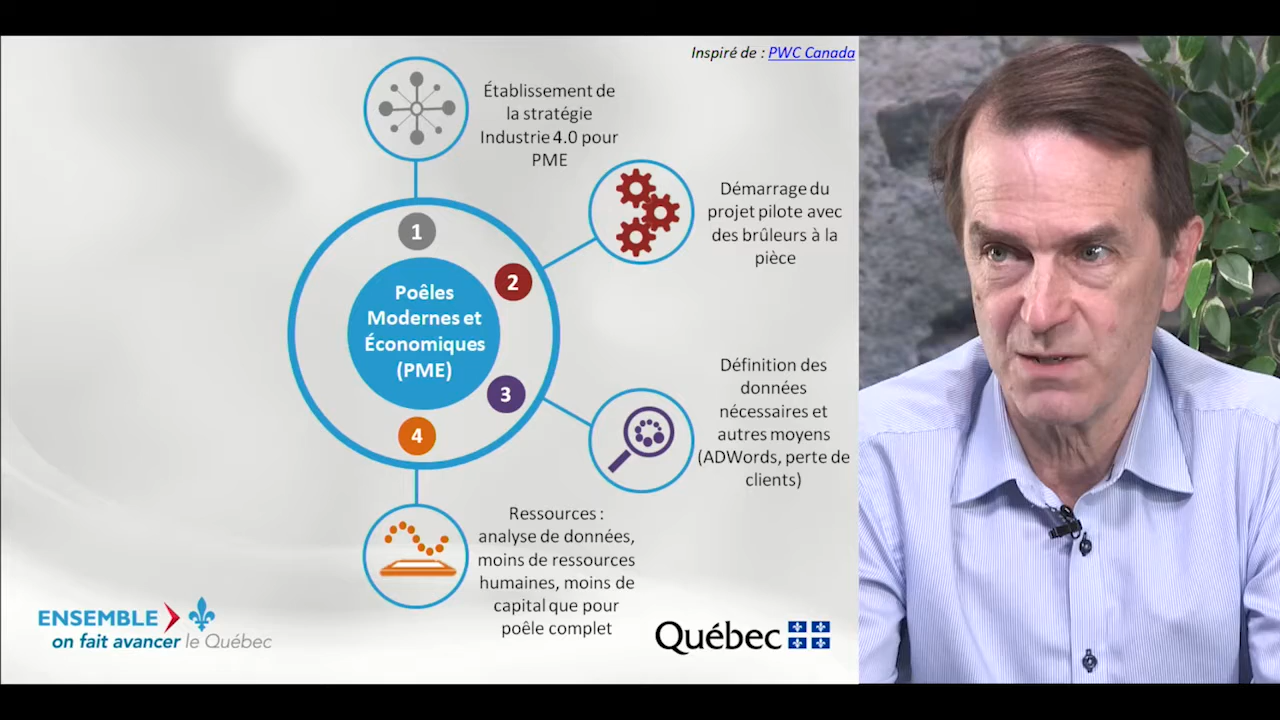 Inspiré de : PWC Canada
Établissement de
la stratégie
Industrie 4.0 pour
PME
1
Démarrage du
projet pilote avec
des brûleurs à la
pièce
2
Poêles
Modernes et
Économiques
(PME)
3
Définition des
données
nécessaires et
autres moyens
(ADWords, perte de
clients)
4
Ressources :
analyse de données,
moins de ressources
humaines, moins de
capital que pour
poêle complet
ENSEMBLE
on fait avancer le Québec
Québec